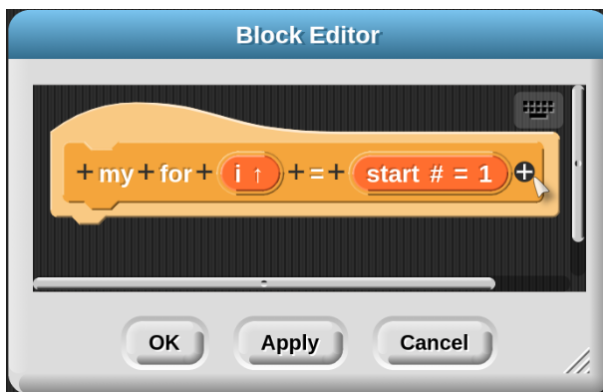 Block Editor
+ my + for + i ↑ + = + start # = 1 +
OK Apply Cancel